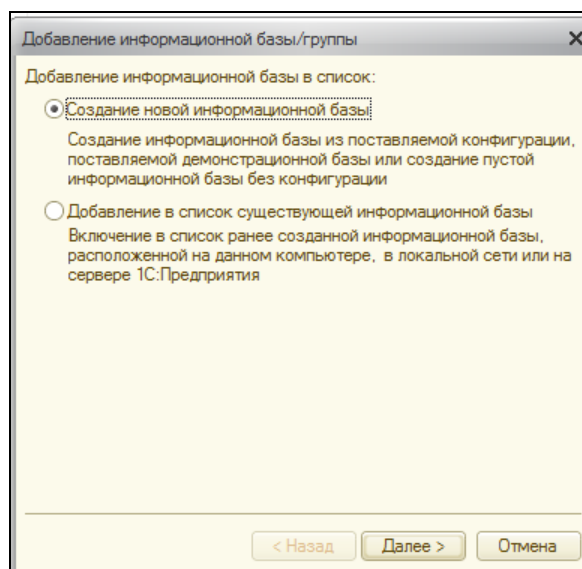 Добавление информационной базы/группы
Добавление информационной базы в список:
Создание новой информационной базы
Создание информационной базы из поставляемой конфигурации,
поставляемой демонстрационной базы или создание пустой
информационной базы без конфигурации
Добавление в список существующей информационной базы
Включение в список ранее созданной информационной базы,
расположенной на данном компьютере, в локальной сети или на
сервере 1С:Предприятия
< Назад Далее > Отмена